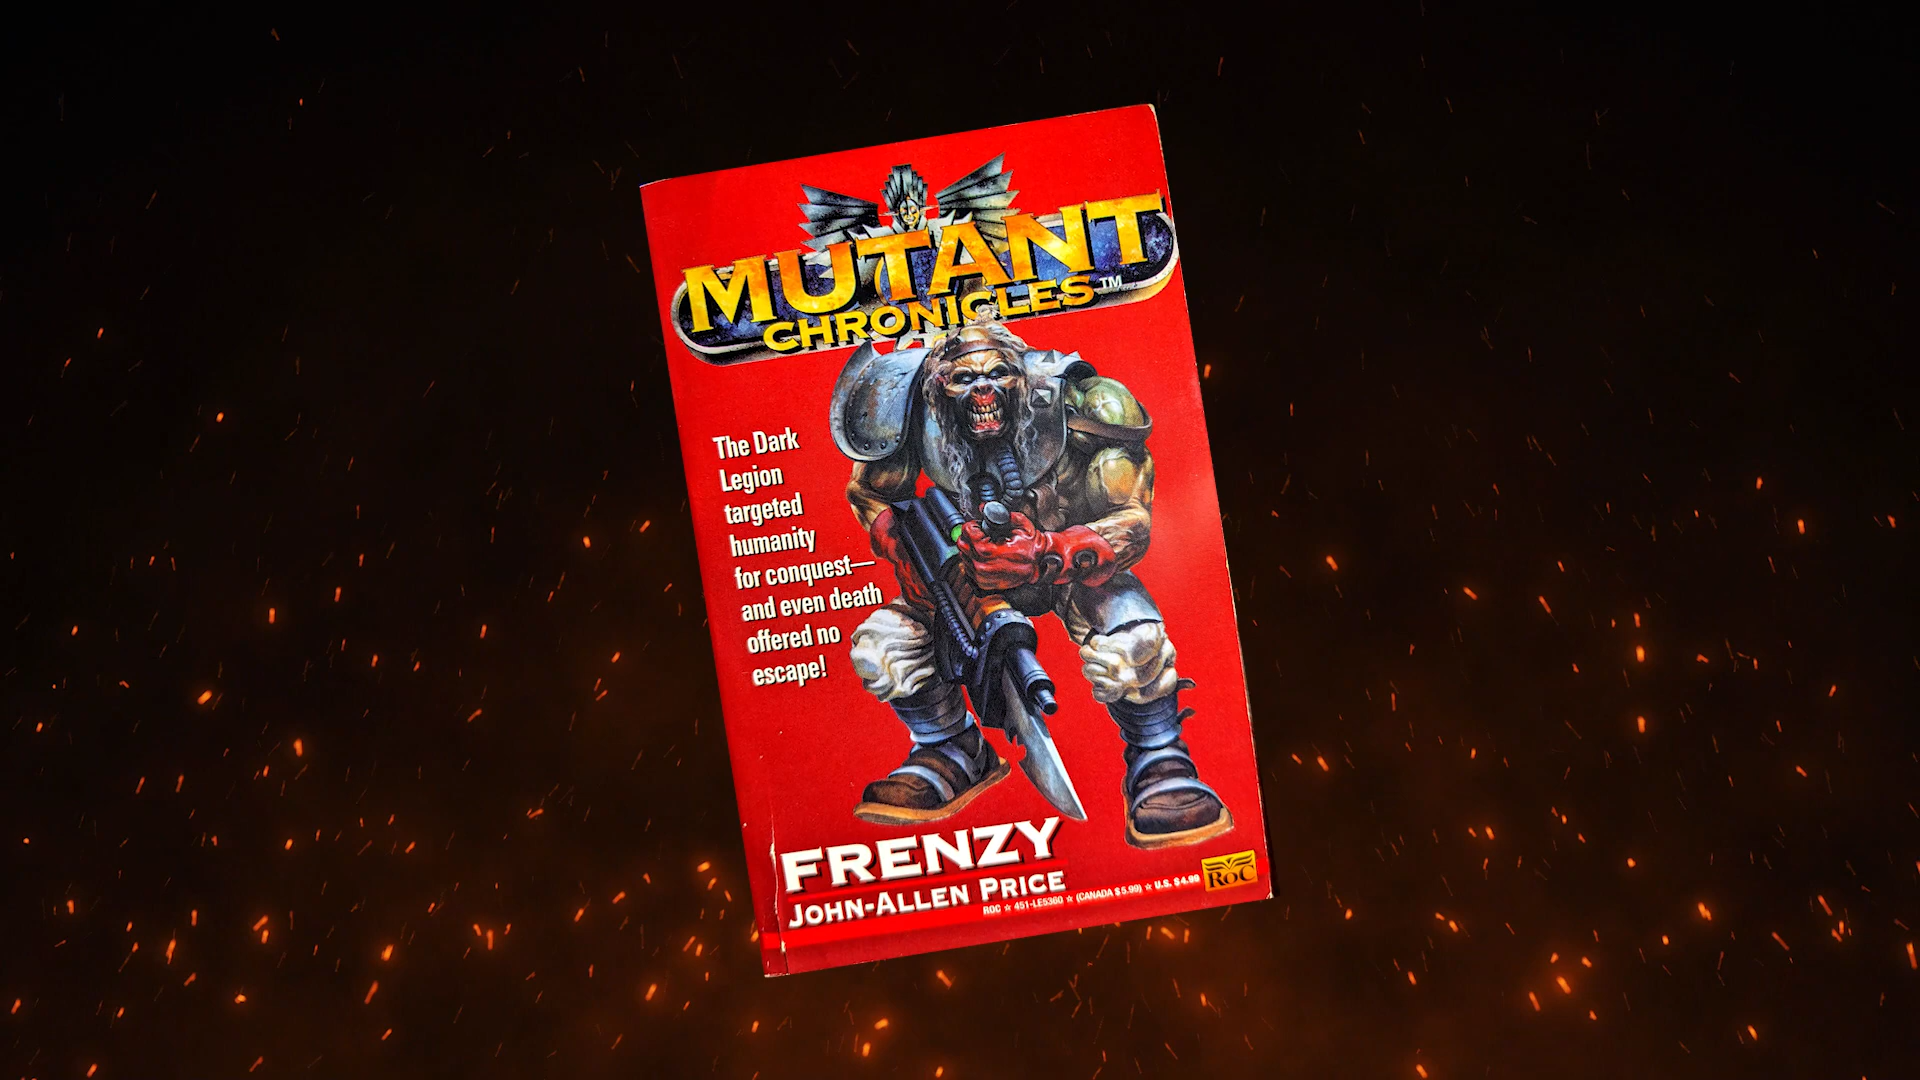 MUTANT
CHRONICLES™
The Dark
Legion
targeted
humanity
for conquest—
and even death
offered no
escape!
FRENZY
JOHN-ALLEN PRICE
ROC ☆ 451-LE5360 ☆ (CANADA $5.99) ☆ U.S. $4.99
ROC